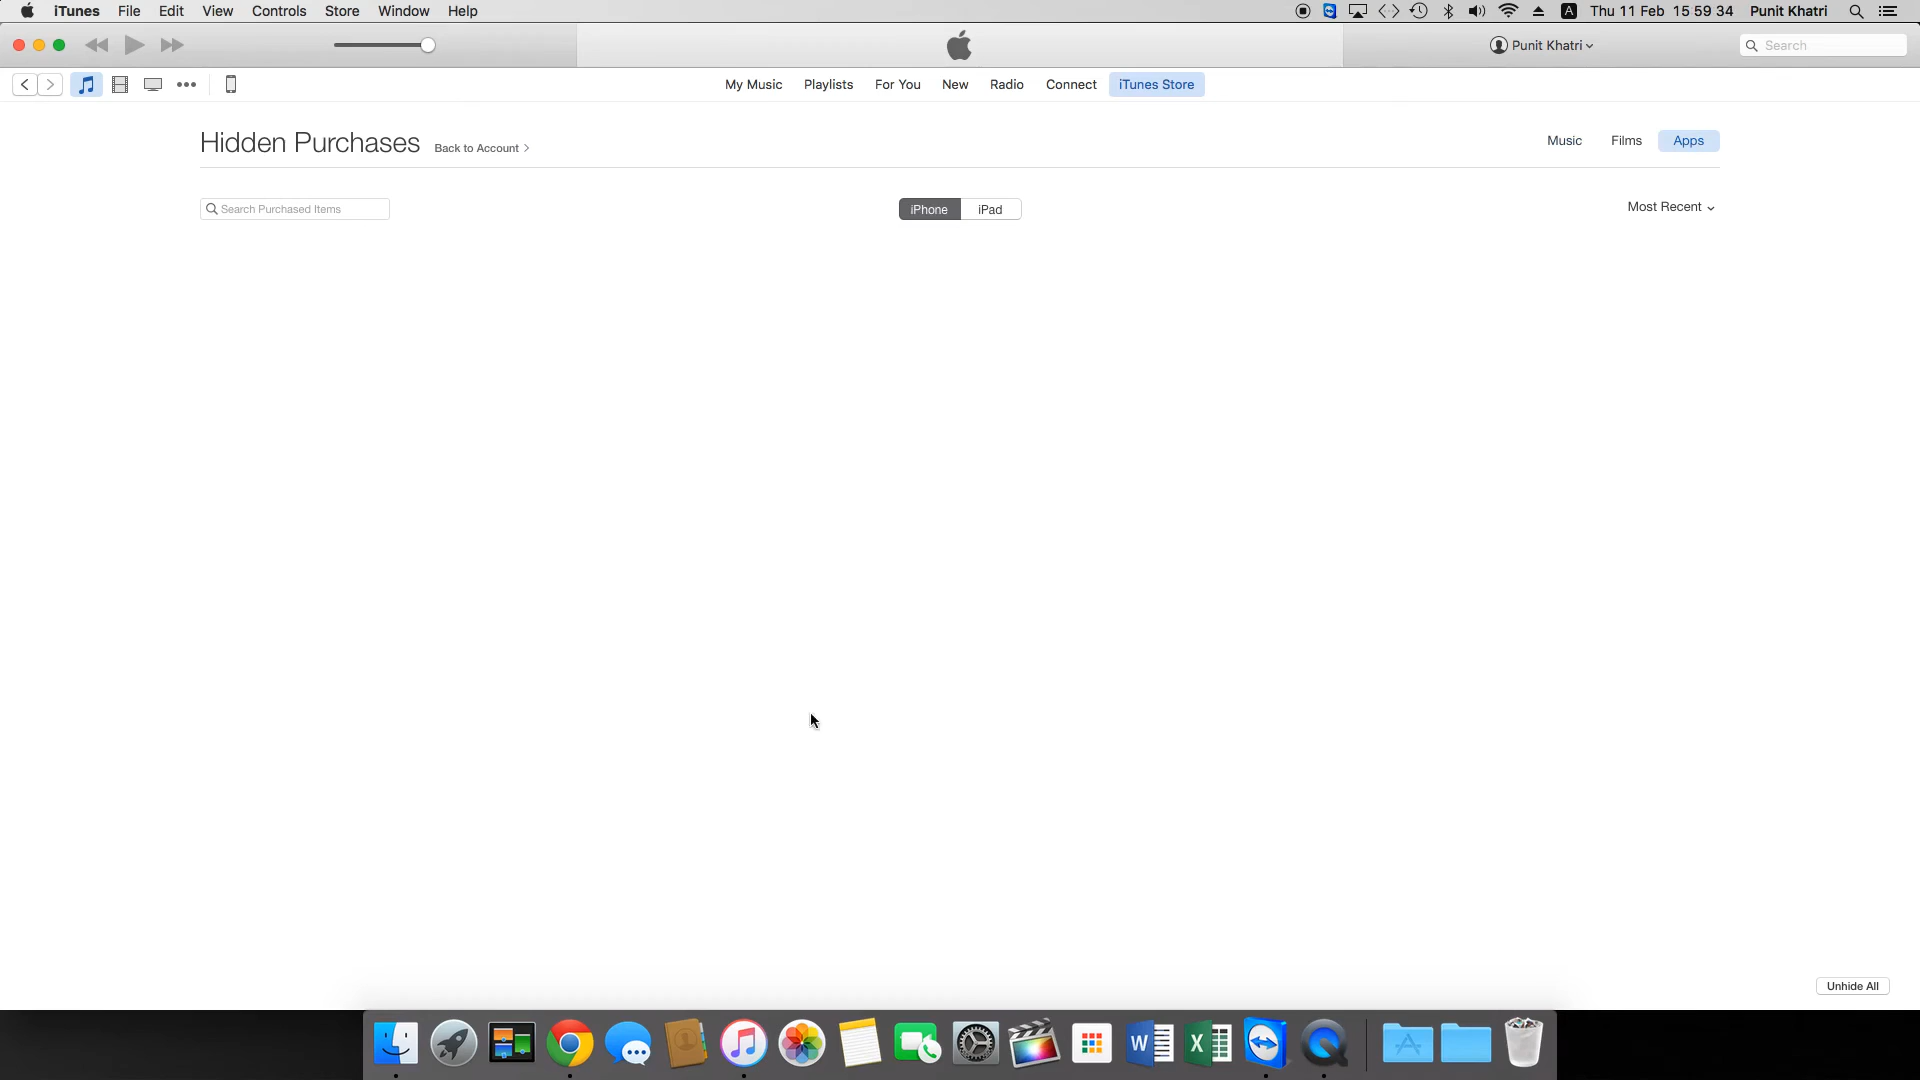 iTunes File Edit View Controls Store Window Help A Thu 11 Feb 15 59 34 Punit Khatri
Punit Khatri Search
My Music Playlists For You New Radio Connect iTunes Store
Hidden Purchases Back to Account Music Films Apps
Search Purchased Items iPhone iPad Most Recent
Unhide All
W X